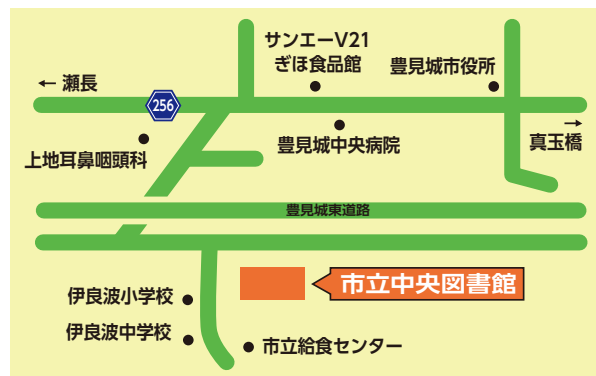 サンエーV21
ぎほ食品館
豊見城市役所
← 瀬長
256
→
真玉橋
上地耳鼻咽頭科
豊見城中央病院
豊見城東道路
市立中央図書館
伊良波小学校
伊良波中学校
市立給食センター